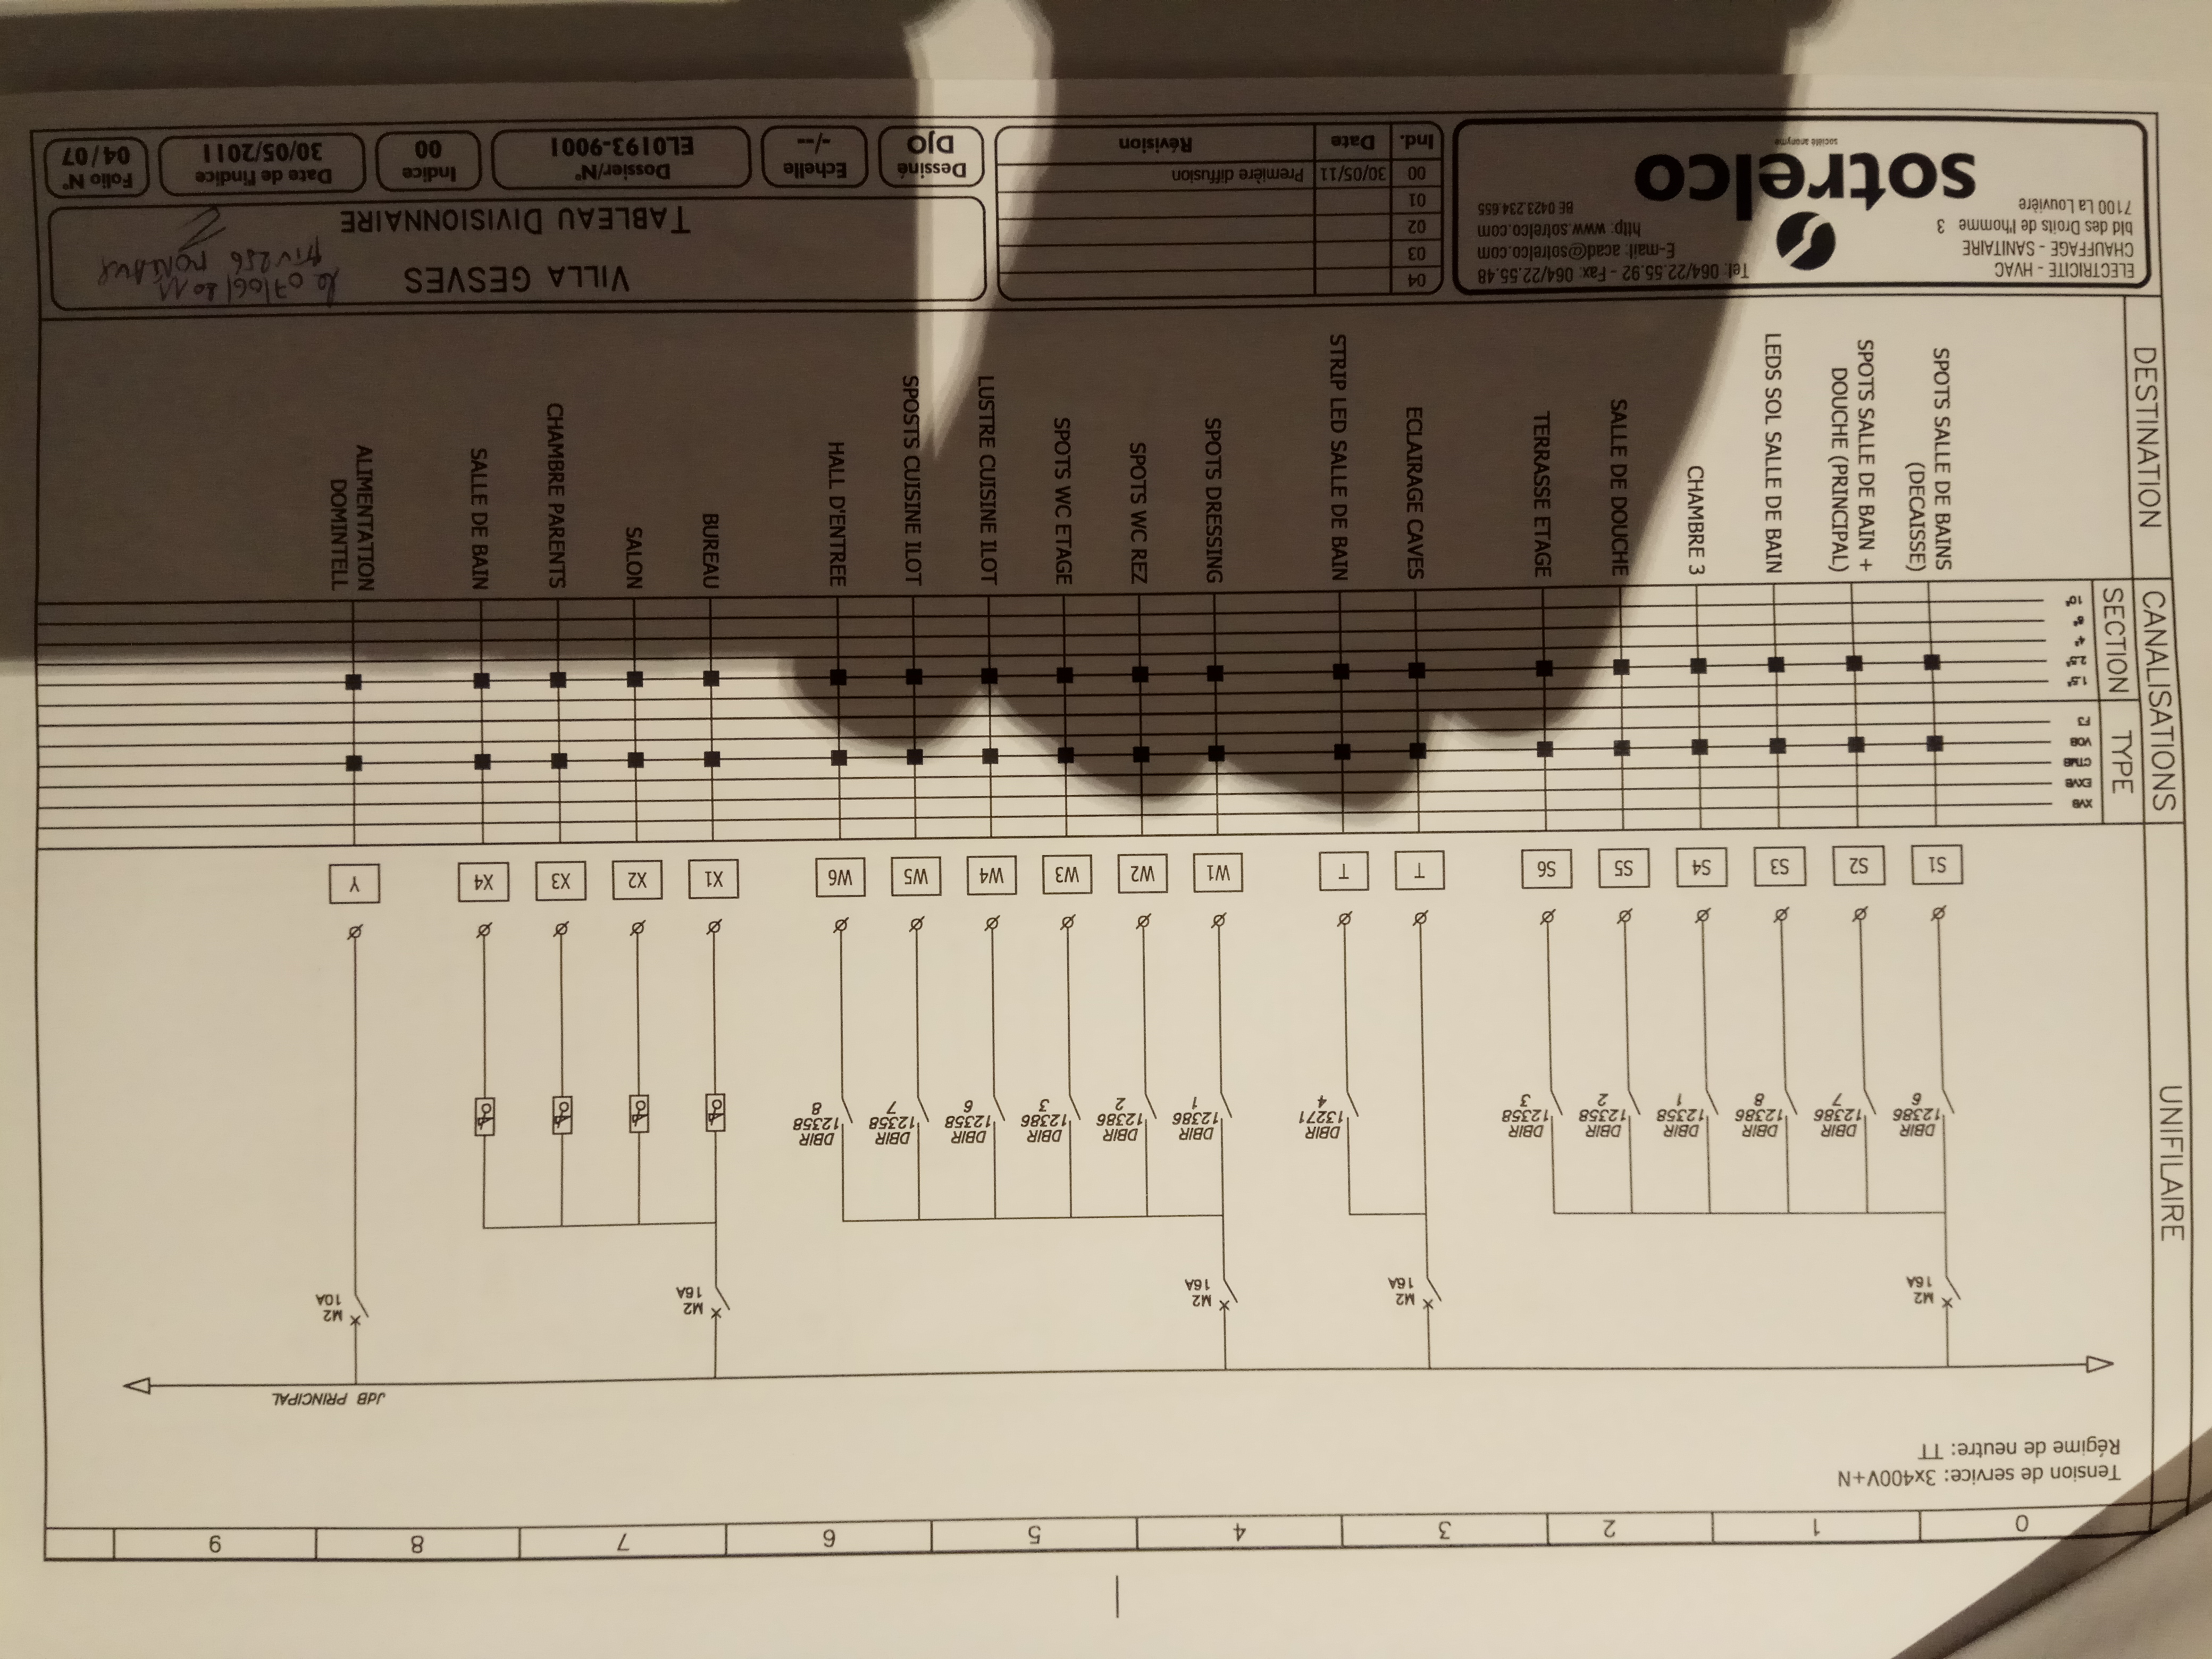 0 1 2 3 4 5 6 7 8 9
Tension de service: 3x400V+N
Régime de neutre: TT
JdB PRINCIPAL
UNIFILAIRE
M2
16A
M2
16A
M2
16A
M2
16A
M2
10A
DBIR
12386
6
DBIR
12386
7
DBIR
12386
8
DBIR
12358
1
DBIR
12358
2
DBIR
12358
3
DBIR
13271
4
DBIR
12386
1
DBIR
12386
2
DBIR
12386
3
DBIR
12358
6
DBIR
12358
7
DBIR
12358
8
S1 S2 S3 S4 S5 S6 T T W1 W2 W3 W4 W5 W6 X1 X2 X3 X4 Y
CANALISATIONS
TYPE
XVB
EXVB
CTMB
VOB
SECTION
1.5²
2.5²
4²
6²
10²
DESTINATION
SPOTS SALLE DE BAINS
(DECAISSE)
SPOTS SALLE DE BAIN +
DOUCHE (PRINCIPAL)
LEDS SOL SALLE DE BAIN
CHAMBRE 3
SALLE DE DOUCHE
TERRASSE ETAGE
ECLAIRAGE CAVES
STRIP LED SALLE DE BAIN
SPOTS DRESSING
SPOTS WC REZ
SPOTS WC ETAGE
LUSTRE CUISINE ILOT
SPOSTS CUISINE ILOT
HALL D'ENTREE
BUREAU
SALON
CHAMBRE PARENTS
SALLE DE BAIN
ALIMENTATION
DOMINTELL
ELECTRICITE - HVAC
CHAUFFAGE - SANITAIRE
bld des Droits de l'homme 3
7100 La Louvière
Tel: 064/22.55.92 - Fax: 064/22.55.48
E-mail: acad@sotrelco.com
http: www.sotrelco.com
BE 0423.234.655
sotrelco
société anonyme
04
03
02
01
00 30/05/11 Première diffusion
Ind. Date Révision
VILLA GESVES
TABLEAU DIVISIONNAIRE
le 07/06/2011
Dessiné
DJO
Echelle
-/--
Dossier/N°
EL0193-9001
Indice
00
Date de l'indice
30/05/2011
Folio N°
04/07